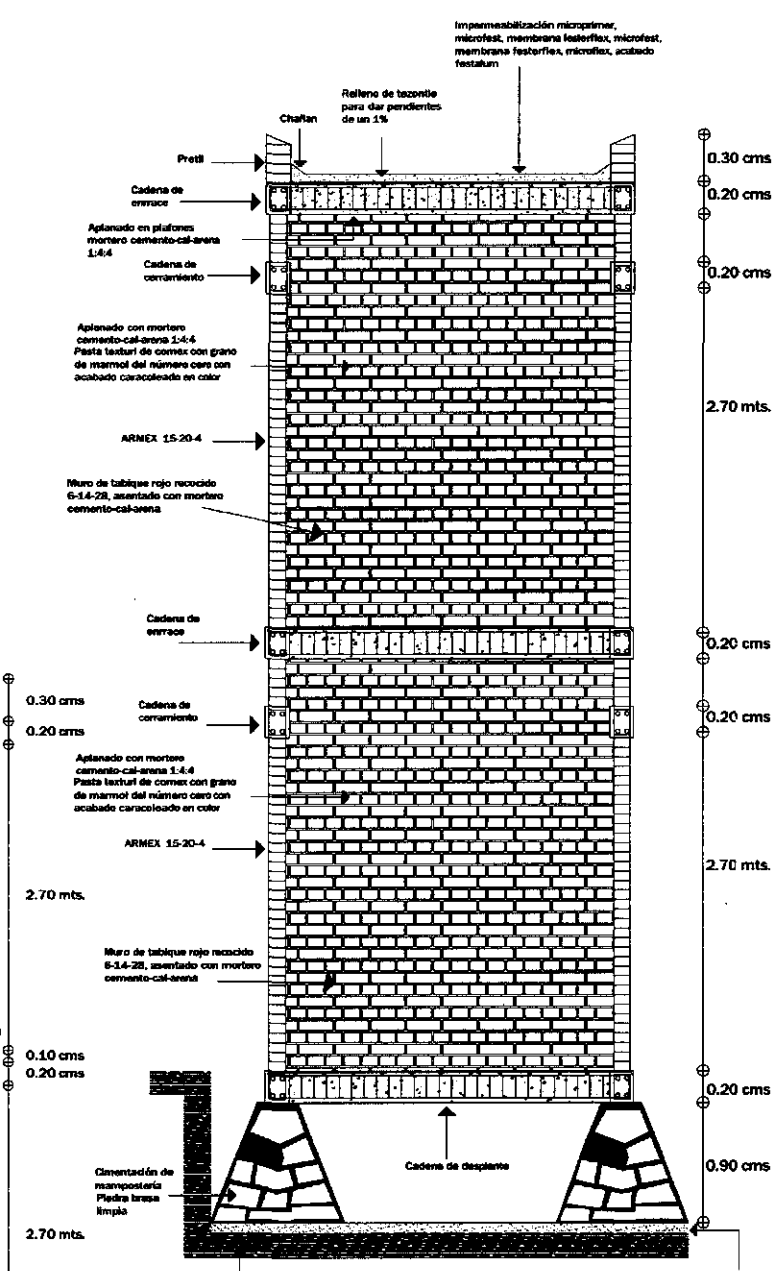 Impermeabilización microprimer,
microfest, membrana festerflex, microfest,
membrana festerflex, microflex, acabado
festalum
Relleno de tezontle
para dar pendientes
de un 1%
Chaflan
Pretil
Cadena de
enrrace
Aplanado en plafones
mortero cemento-cal-arena
1:4:4
Cadena de
cerramiento
Aplanado con mortero
cemento-cal-arena 1:4:4
Pasta texturi de comex con grano
de marmol del número cero con
acabado caracoleado en color
ARMEX 15-20-4
Muro de tabique rojo recocido
6-14-28, asentado con mortero
cemento-cal-arena
Cadena de
enrrace
Cadena de
cerramiento
Aplanado con mortero
cemento-cal-arena 1:4:4
Pasta texturi de comex con grano
de marmol del número cero con
acabado caracoleado en color
ARMEX 15-20-4
Muro de tabique rojo recocido
6-14-28, asentado con mortero
cemento-cal-arena
Cimentación de
mampostería
Piedra brasa
limpia
Cadena de desplante
0.30 cms
0.20 cms
0.20 cms
2.70 mts.
0.20 cms
0.20 cms
2.70 mts.
0.20 cms
0.90 cms
0.30 cms
0.20 cms
2.70 mts.
0.10 cms
0.20 cms
2.70 mts.